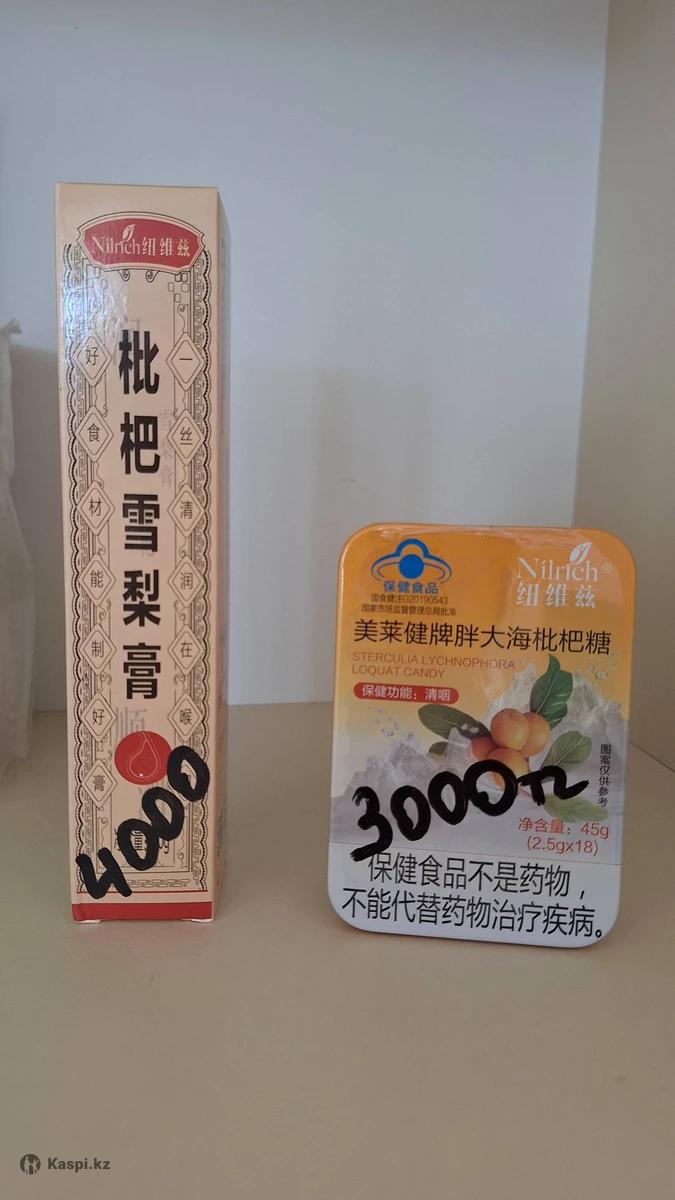 Nilrich纽维兹
枇杷雪梨膏
一丝清润在喉
好食材能制好膏
4000
保健食品
国食健注G20190543
国家市场监督管理总局批准
Nilrich®
纽维兹
美莱健牌胖大海枇杷糖
STERCULIA LYCHNOPHORA
LOQUAT CANDY
保健功能：清咽
图案仅供参考
3000тг
净含量：45g
(2.5gx18)
保健食品不是药物，
不能代替药物治疗疾病。
Kaspi.kz